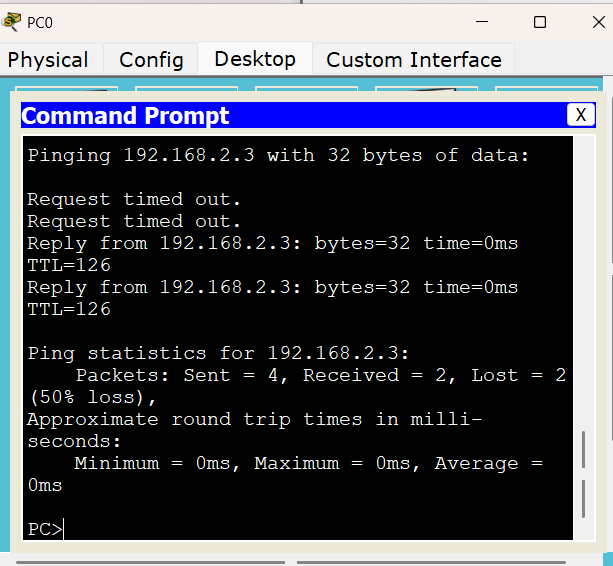 PC0
Physical Config Desktop Custom Interface
Command Prompt X
Pinging 192.168.2.3 with 32 bytes of data:
Request timed out.
Request timed out.
Reply from 192.168.2.3: bytes=32 time=0ms
TTL=126
Reply from 192.168.2.3: bytes=32 time=0ms
TTL=126
Ping statistics for 192.168.2.3:
Packets: Sent = 4, Received = 2, Lost = 2
(50% loss),
Approximate round trip times in milli-
seconds:
Minimum = 0ms, Maximum = 0ms, Average =
0ms
PC>